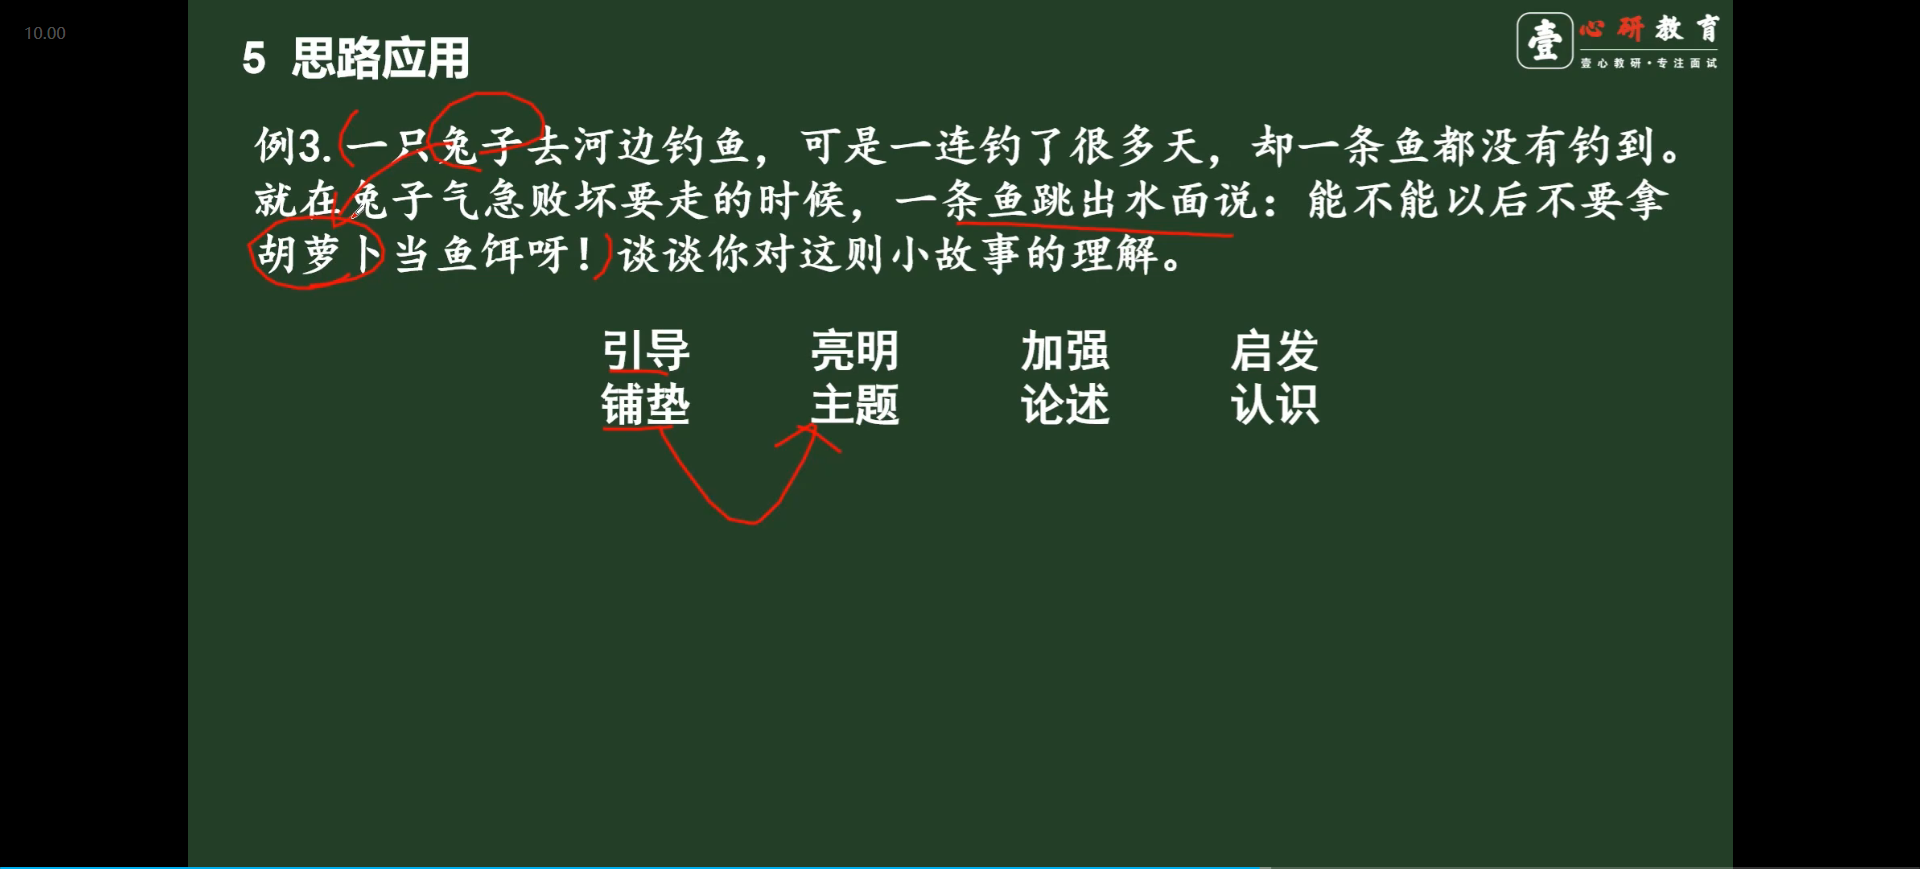 10.00
5 思路应用
壹 心研教育
壹心教研·专注面试
例3. 一只兔子去河边钓鱼，可是一连钓了很多天，却一条鱼都没有钓到。
就在兔子气急败坏要走的时候，一条鱼跳出水面说：能不能以后不要拿
胡萝卜当鱼饵呀！谈谈你对这则小故事的理解。
引导 亮明 加强 启发
铺垫 主题 论述 认识